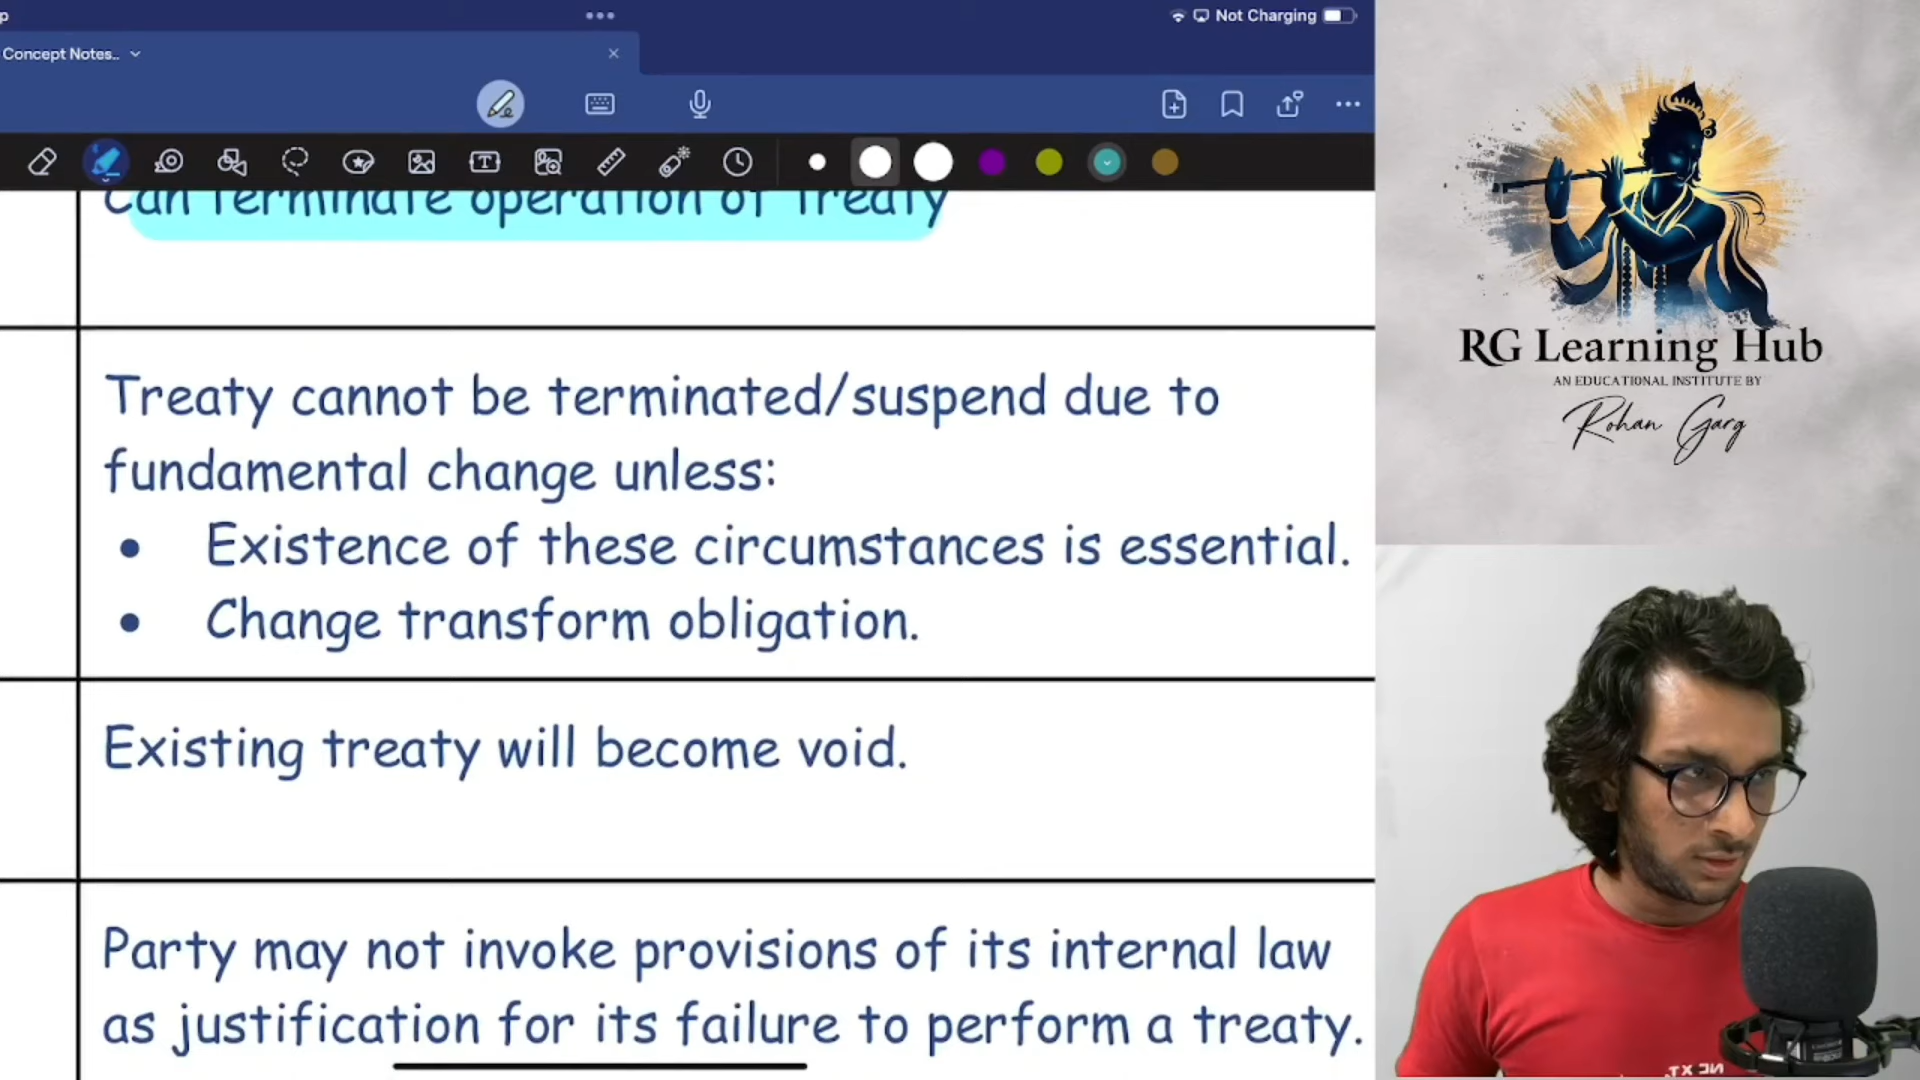 Not Charging
Concept Notes..
Can Terminate operation of Treaty
Treaty cannot be terminated/suspend due to
fundamental change unless:
• Existence of these circumstances is essential.
• Change transform obligation.
Existing treaty will become void.
Party may not invoke provisions of its internal law
as justification for its failure to perform a treaty.
RG Learning Hub
AN EDUCATIONAL INSTITUTE BY
Rohan Garg